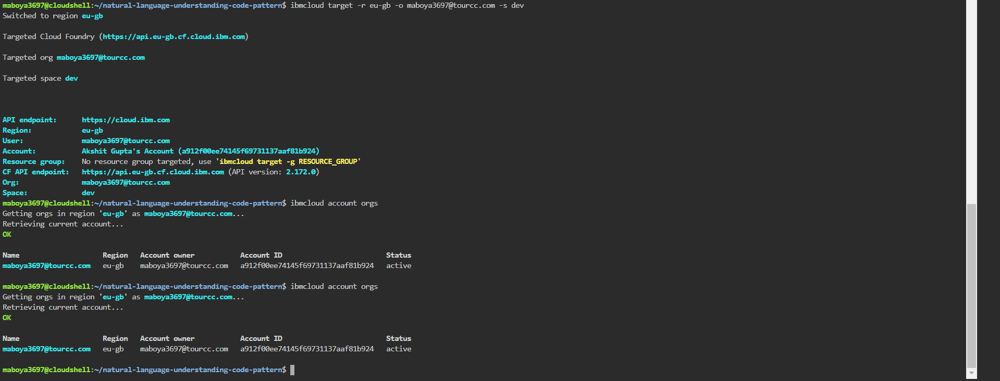 maboya3697@cloudshell:~/natural-language-understanding-code-pattern$ ibmcloud target -r eu-gb -o maboya3697@tourcc.com -s dev
Switched to region eu-gb
Targeted Cloud Foundry (https://api.eu-gb.cf.cloud.ibm.com)
Targeted org maboya3697@tourcc.com
Targeted space dev
API endpoint:      https://cloud.ibm.com
Region:            eu-gb
User:              maboya3697@tourcc.com
Account:           Akshit Gupta's Account (a912f00ee74145f69731137aaf81b924)
Resource group:    No resource group targeted, use 'ibmcloud target -g RESOURCE_GROUP'
CF API endpoint:   https://api.eu-gb.cf.cloud.ibm.com (API version: 2.172.0)
Org:               maboya3697@tourcc.com
Space:             dev
maboya3697@cloudshell:~/natural-language-understanding-code-pattern$ ibmcloud account orgs
Getting orgs in region 'eu-gb' as maboya3697@tourcc.com...
Retrieving current account...
OK
Name                    Region   Account owner           Account ID                         Status
maboya3697@tourcc.com   eu-gb    maboya3697@tourcc.com   a912f00ee74145f69731137aaf81b924   active
maboya3697@cloudshell:~/natural-language-understanding-code-pattern$ ibmcloud account orgs
Getting orgs in region 'eu-gb' as maboya3697@tourcc.com...
Retrieving current account...
OK
Name                    Region   Account owner           Account ID                         Status
maboya3697@tourcc.com   eu-gb    maboya3697@tourcc.com   a912f00ee74145f69731137aaf81b924   active
maboya3697@cloudshell:~/natural-language-understanding-code-pattern$